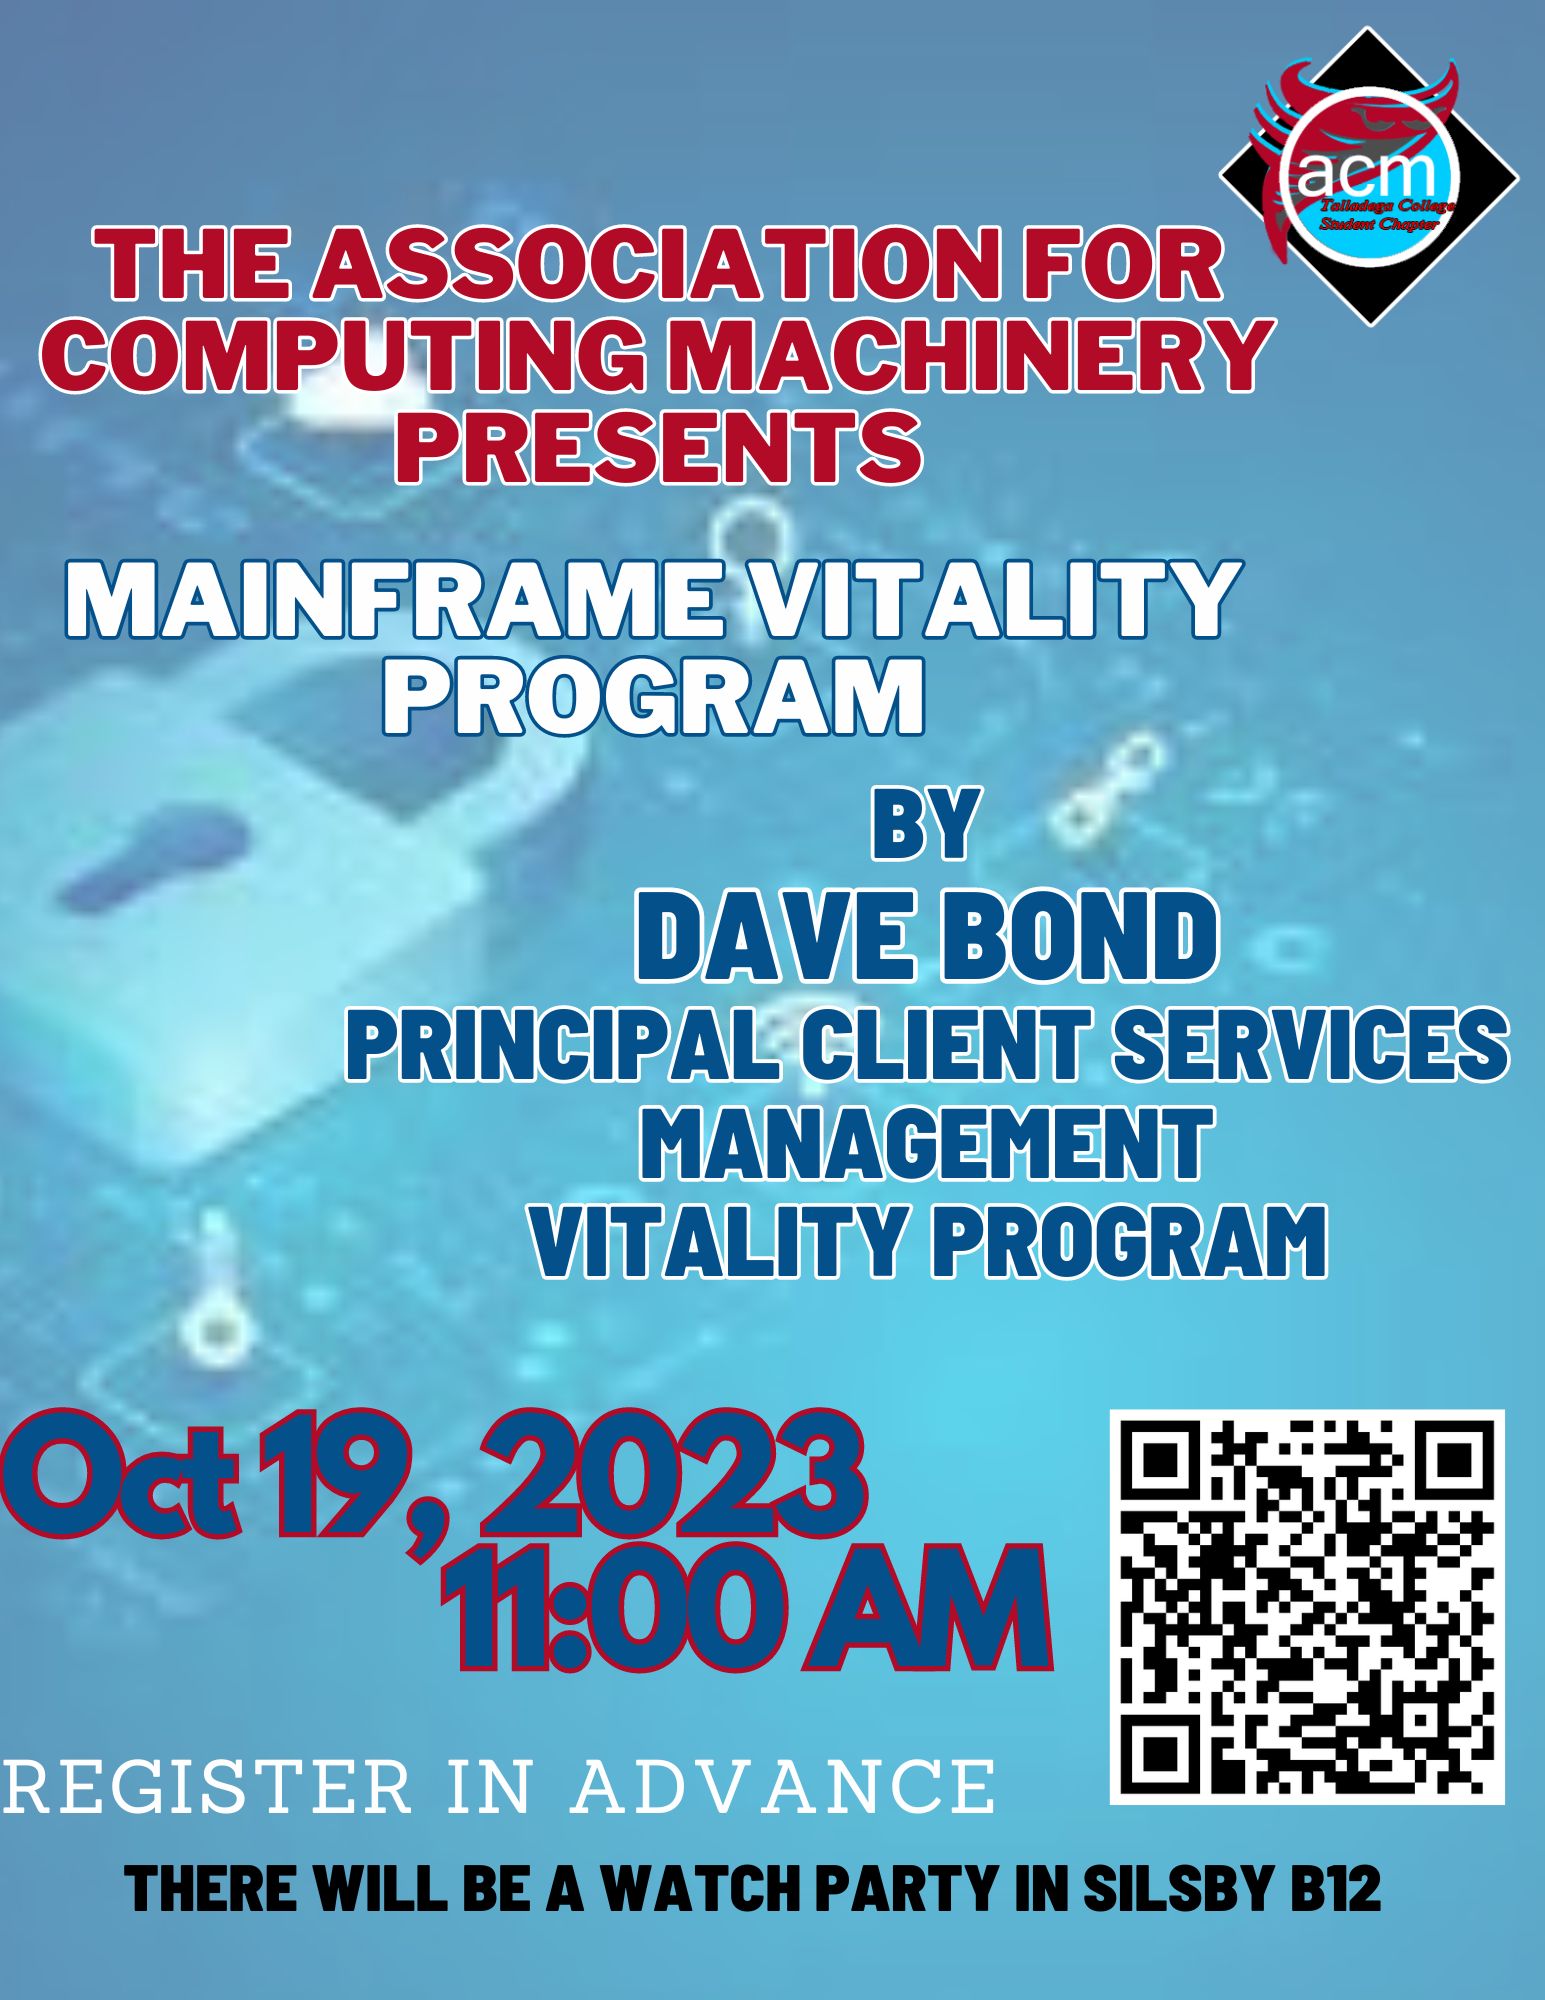 acm
Talladega College
Student Chapter
THE ASSOCIATION FOR
COMPUTING MACHINERY
PRESENTS
MAINFRAME VITALITY
PROGRAM
BY
DAVE BOND
PRINCIPAL CLIENT SERVICES
MANAGEMENT
VITALITY PROGRAM
Oct 19, 2023
11:00 AM
REGISTER IN ADVANCE
THERE WILL BE A WATCH PARTY IN SILSBY B12